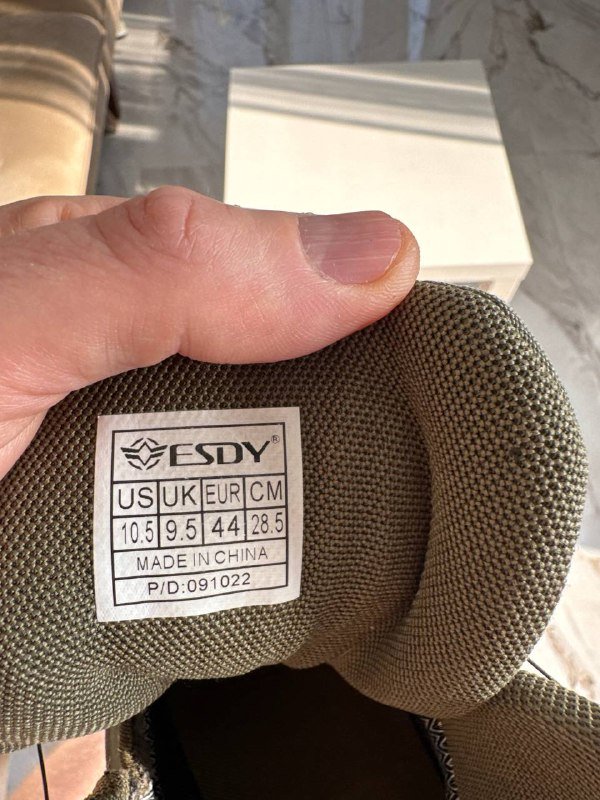 ESDY®
US UK EUR CM
10.5 9.5 44 28.5
MADE IN CHINA
P/D:091022